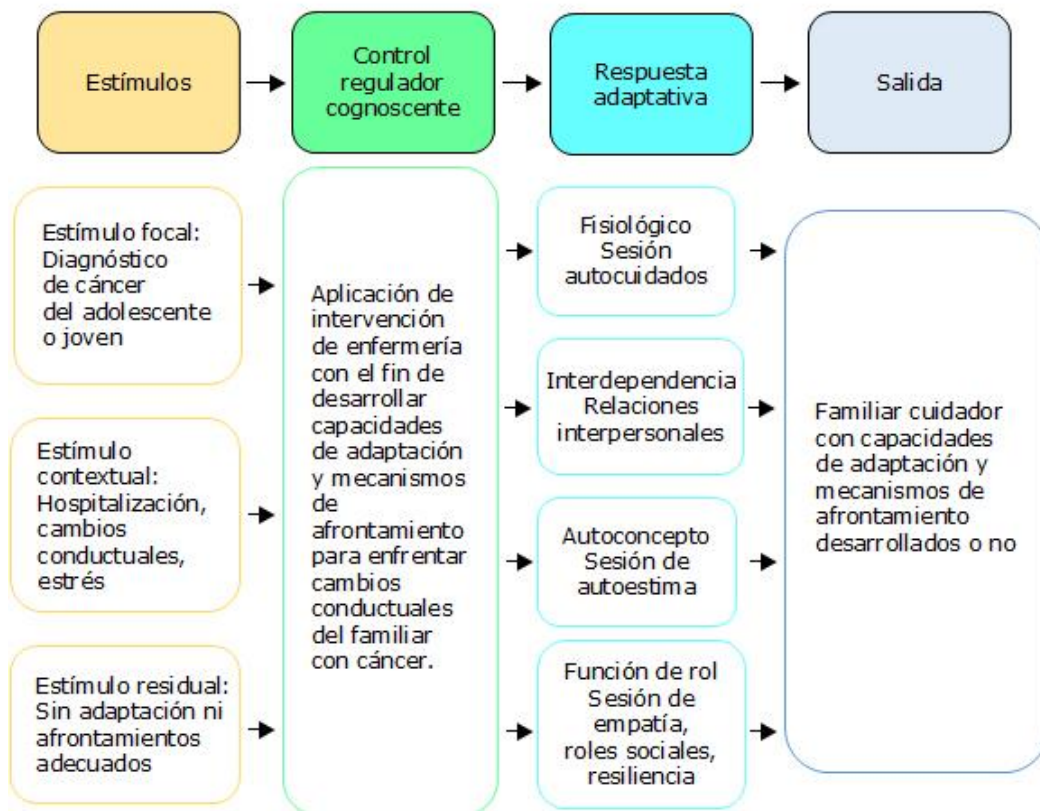 Estímulos
Control
regulador
cognoscente
Respuesta
adaptativa
Salida
Estímulo focal:
Diagnóstico
de cáncer
del adolescente
o joven
Estímulo
contextual:
Hospitalización,
cambios
conductuales,
estrés
Estímulo residual:
Sin adaptación ni
afrontamientos
adecuados
Aplicación de
intervención
de enfermería
con el fin de
desarrollar
capacidades
de adaptación
y mecanismos
de
afrontamiento
para enfrentar
cambios
conductuales
del familiar
con cáncer.
Fisiológico
Sesión
autocuidados
Interdependencia
Relaciones
interpersonales
Autoconcepto
Sesión de
autoestima
Función de rol
Sesión de
empatía,
roles sociales,
resiliencia
Familiar cuidador
con capacidades
de adaptación y
mecanismos de
afrontamiento
desarrollados o no